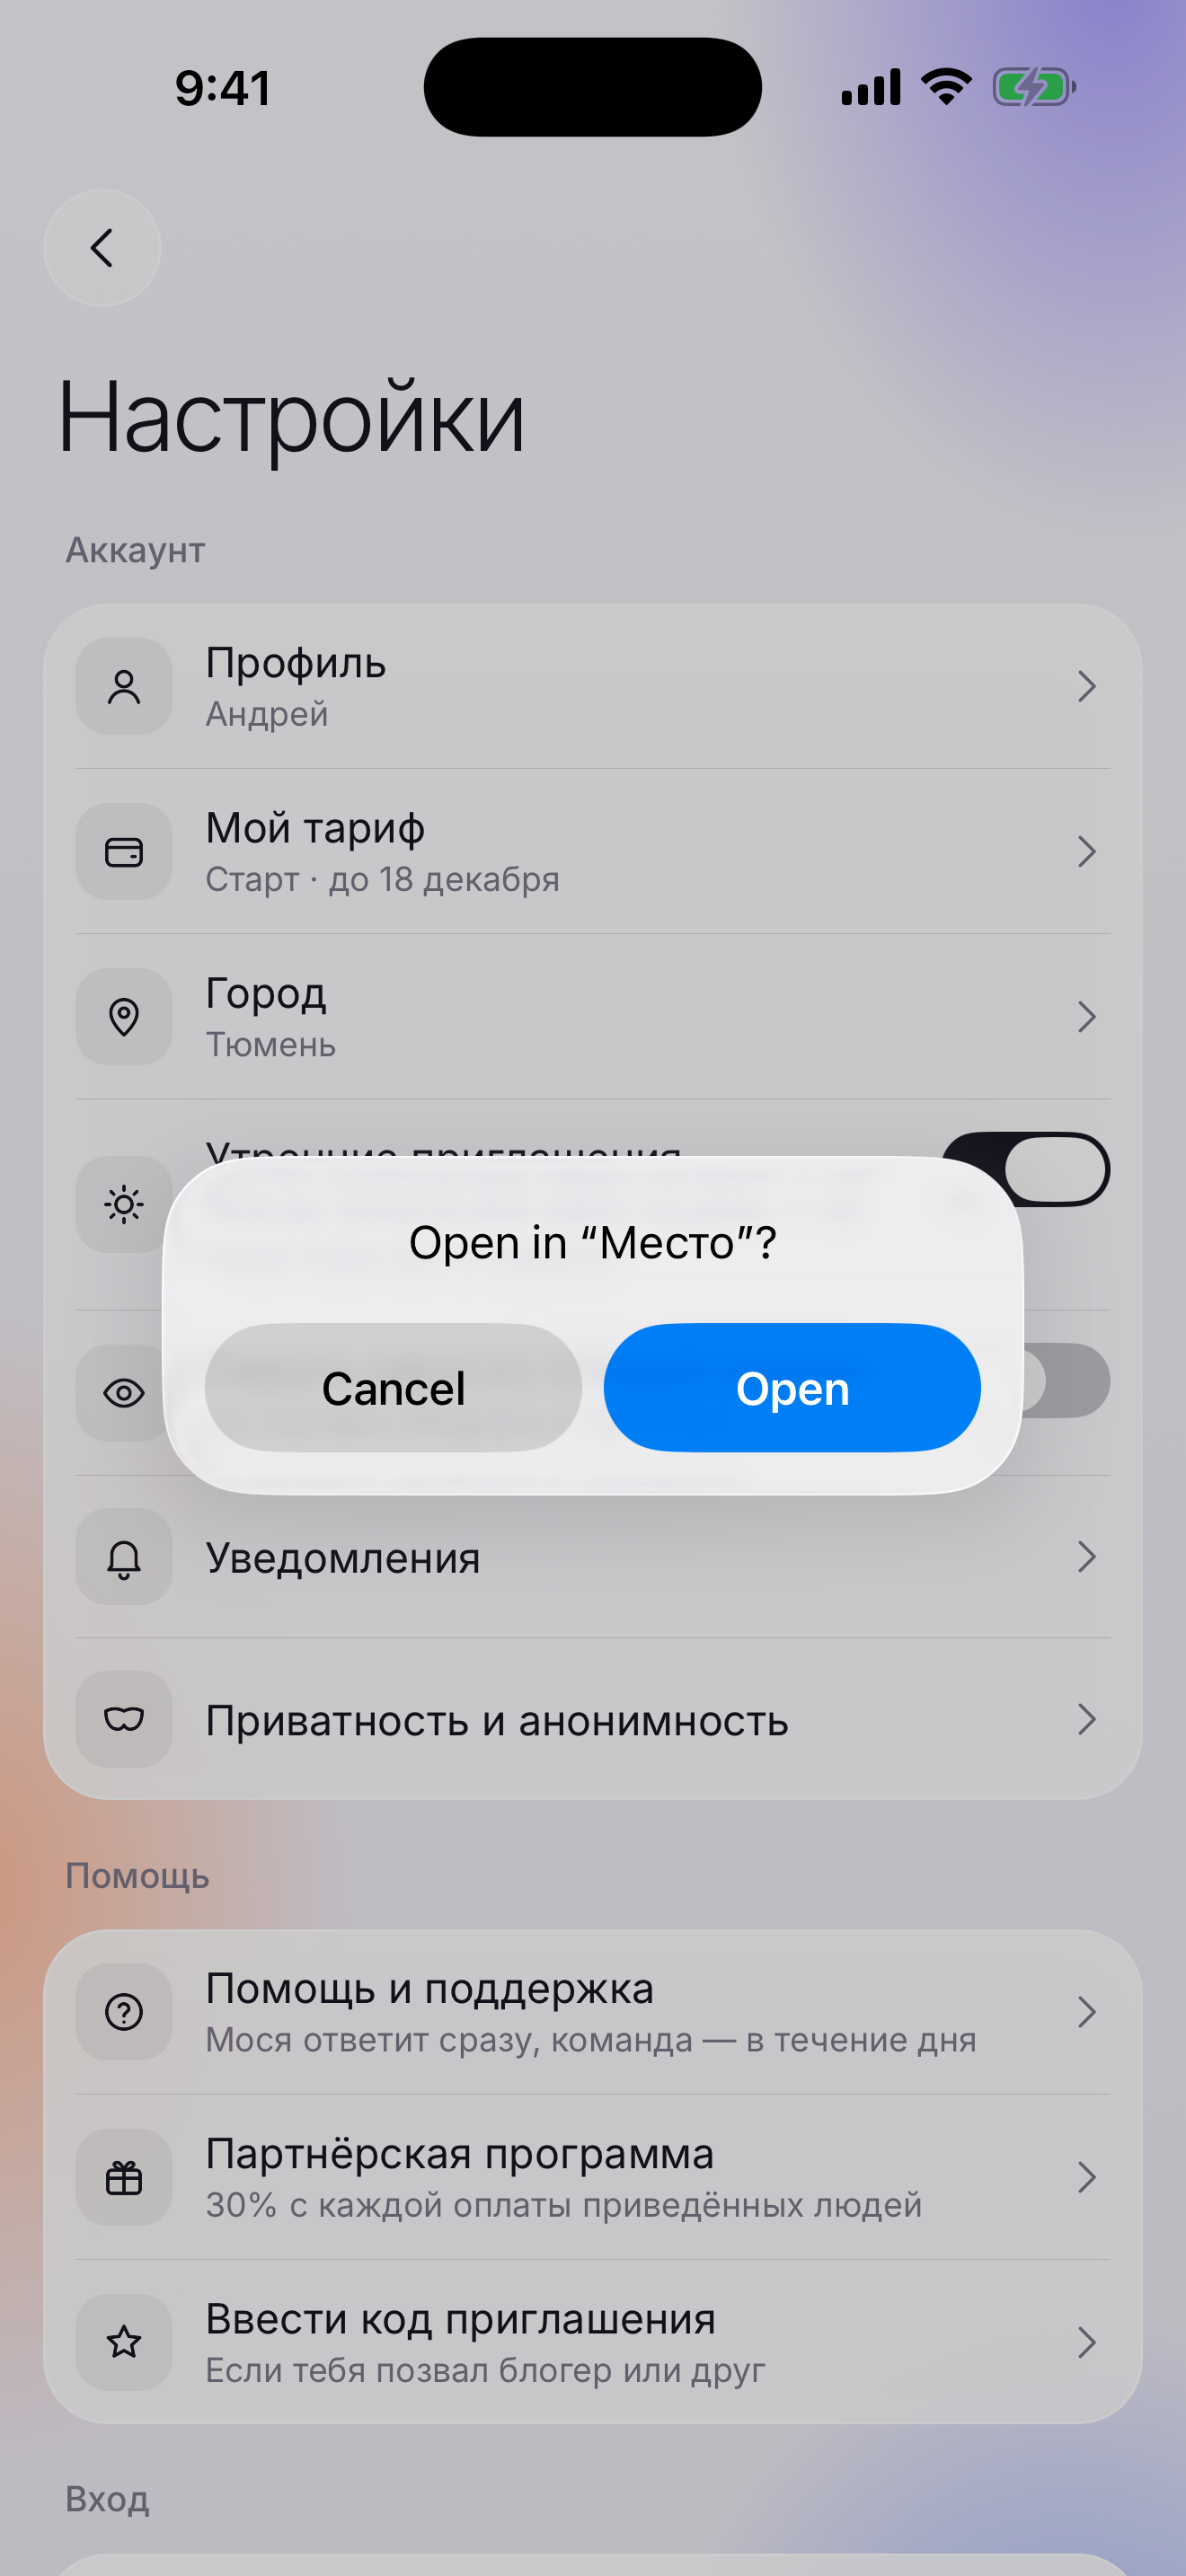 9:41
Настройки
Аккаунт
Профиль
Андрей
Мой тариф
Старт · до 18 декабря
Город
Тюмень
Утренние приглашения
Open in “Место”?
Cancel
Open
Уведомления
Приватность и анонимность
Помощь
Помощь и поддержка
Мося ответит сразу, команда — в течение дня
Партнёрская программа
30% с каждой оплаты приведённых людей
Ввести код приглашения
Если тебя позвал блогер или друг
Вход